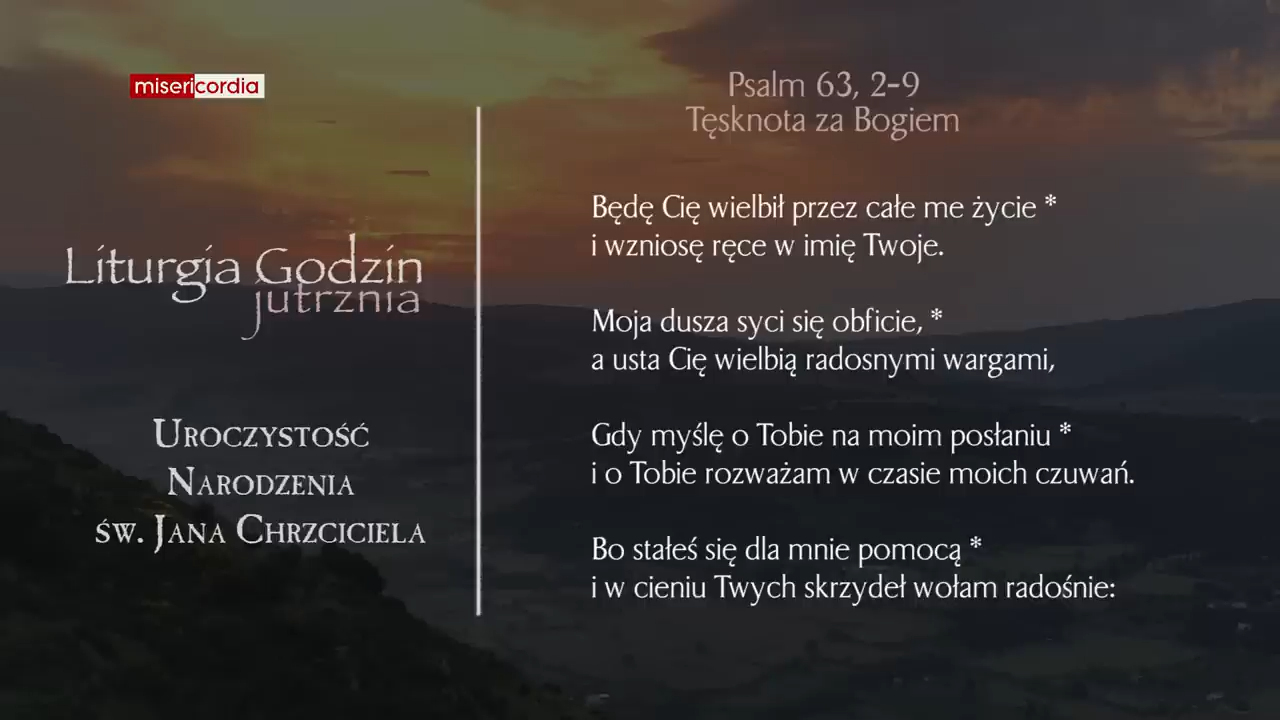 misericordia
Liturgia Godzin
jutrznia
Uroczystość
Narodzenia
św. Jana Chrzciciela
Psalm 63, 2-9
Tęsknota za Bogiem
Będę Cię wielbił przez całe me życie *
i wzniosę ręce w imię Twoje.
Moja dusza syci się obficie, *
a usta Cię wielbią radosnymi wargami,
Gdy myślę o Tobie na moim posłaniu *
i o Tobie rozważam w czasie moich czuwań.
Bo stałeś się dla mnie pomocą *
i w cieniu Twych skrzydeł wołam radośnie: